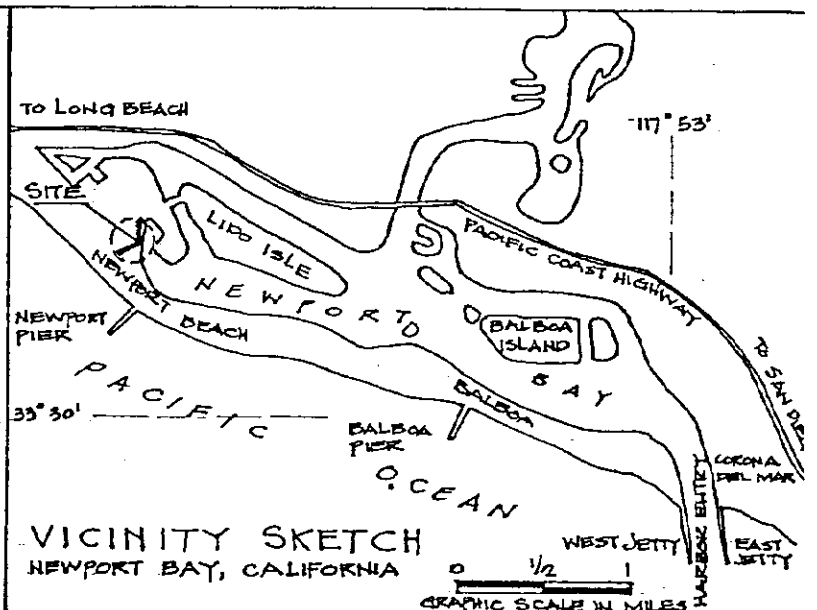 TO LONG BEACH
117° 53'
SITE
LIDO ISLE
PACIFIC COAST HIGHWAY
NEWPORT
BAY
NEWPORT BEACH
NEWPORT
PIER
BALBOA
ISLAND
TO SAN DIEG
PACIFIC
OCEAN
33° 30'
BALBOA
BALBOA
PIER
CORONA
DEL MAR
HARBOR ENTRY
WEST JETTY
EAST
JETTY
VICINITY SKETCH
NEWPORT BAY, CALIFORNIA
0 1/2 1
GRAPHIC SCALE IN MILES